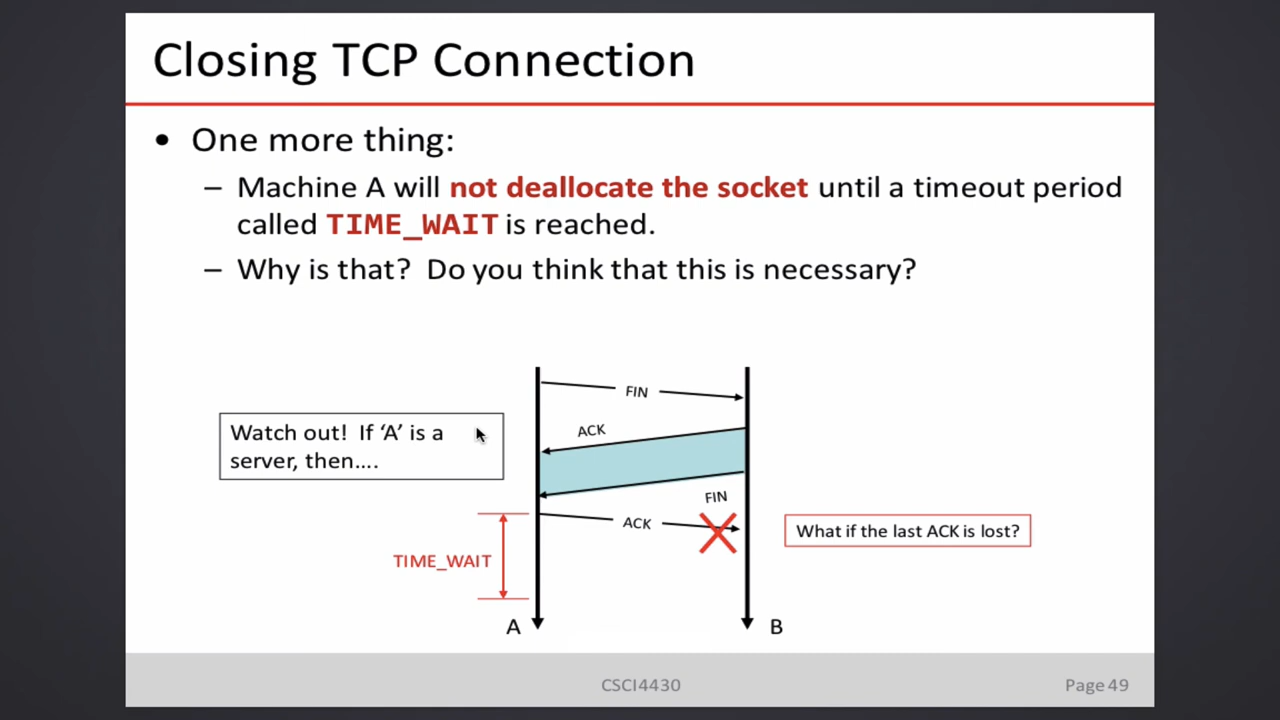 Closing TCP Connection
• One more thing:
– Machine A will not deallocate the socket until a timeout period
called TIME_WAIT is reached.
– Why is that? Do you think that this is necessary?
FIN
ACK
Watch out! If ‘A’ is a
server, then....
FIN
ACK
What if the last ACK is lost?
TIME_WAIT
A
B
CSCI4430
Page 49